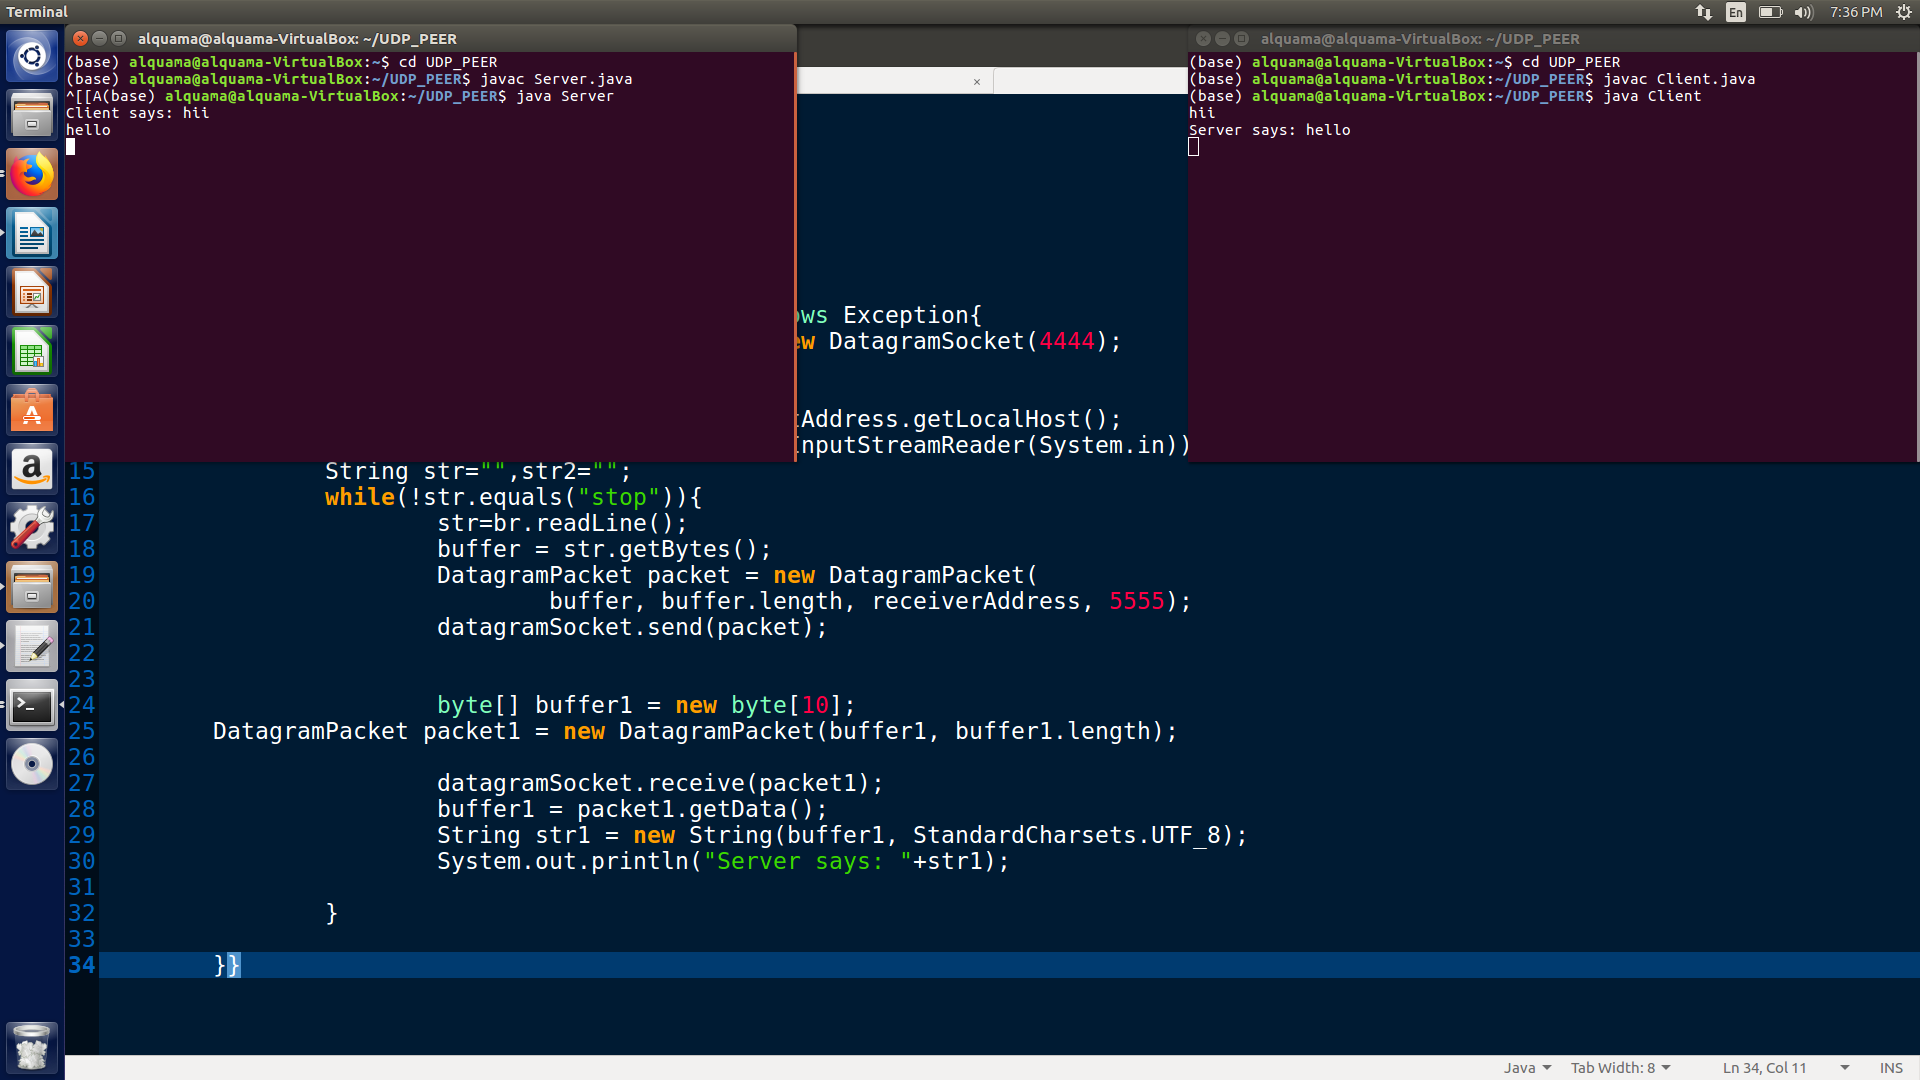 Terminal
En
7:36 PM
alquama@alquama-VirtualBox: ~/UDP_PEER
(base) alquama@alquama-VirtualBox:~$ cd UDP_PEER
(base) alquama@alquama-VirtualBox:~/UDP_PEER$ javac Server.java
^[[A(base) alquama@alquama-VirtualBox:~/UDP_PEER$ java Server
Client says: hii
hello
alquama@alquama-VirtualBox: ~/UDP_PEER
(base) alquama@alquama-VirtualBox:~$ cd UDP_PEER
(base) alquama@alquama-VirtualBox:~/UDP_PEER$ javac Client.java
(base) alquama@alquama-VirtualBox:~/UDP_PEER$ java Client
hii
Server says: hello
ws Exception{
ew DatagramSocket(4444);
tAddress.getLocalHost();
InputStreamReader(System.in))
15 String str="",str2="";
16 while(!str.equals("stop")){
17 str=br.readLine();
18 buffer = str.getBytes();
19 DatagramPacket packet = new DatagramPacket(
20 buffer, buffer.length, receiverAddress, 5555);
21 datagramSocket.send(packet);
22
23
24 byte[] buffer1 = new byte[10];
25 DatagramPacket packet1 = new DatagramPacket(buffer1, buffer1.length);
26
27 datagramSocket.receive(packet1);
28 buffer1 = packet1.getData();
29 String str1 = new String(buffer1, StandardCharsets.UTF_8);
30 System.out.println("Server says: "+str1);
31
32 }
33
34 }}
Java Tab Width: 8 Ln 34, Col 11 INS